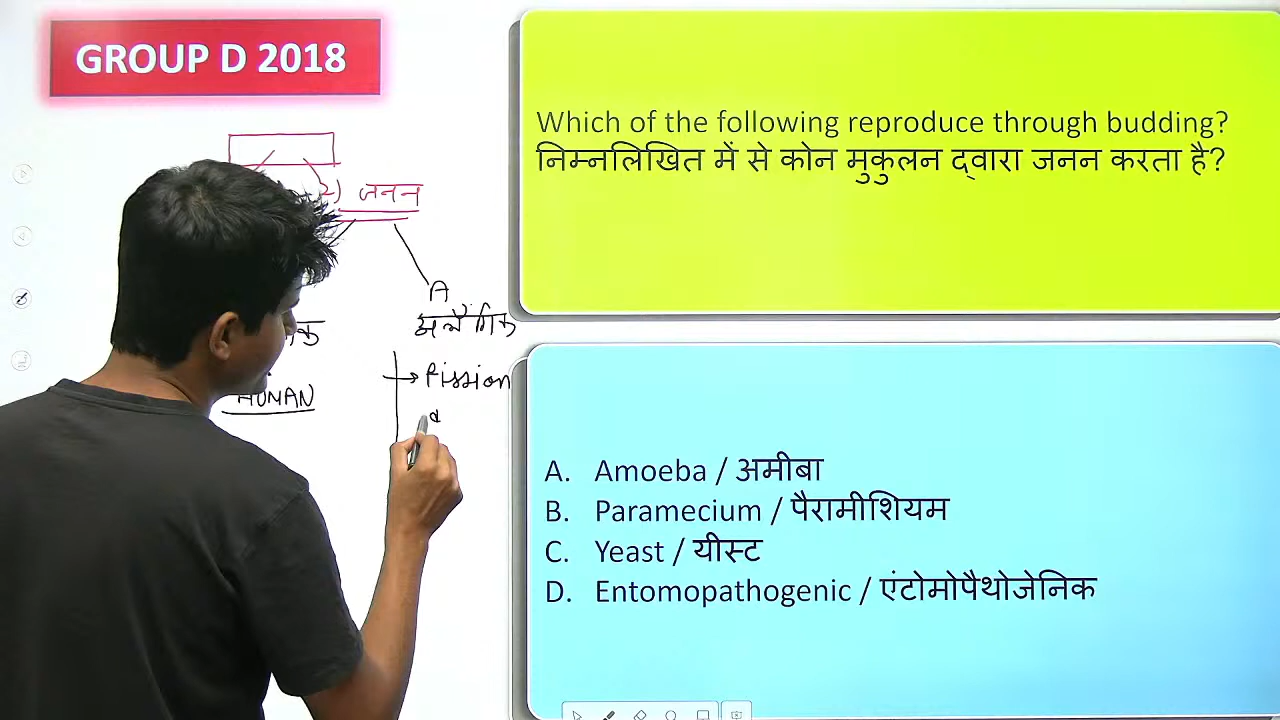 GROUP D 2018
2) जनन
A
अलैंगिक
Fission
HUMAN
Which of the following reproduce through budding?
निम्नलिखित में से कोन मुकुलन द्वारा जनन करता है?
A. Amoeba / अमीबा
B. Paramecium / पैरामीशियम
C. Yeast / यीस्ट
D. Entomopathogenic / एंटोमोपैथोजेनिक